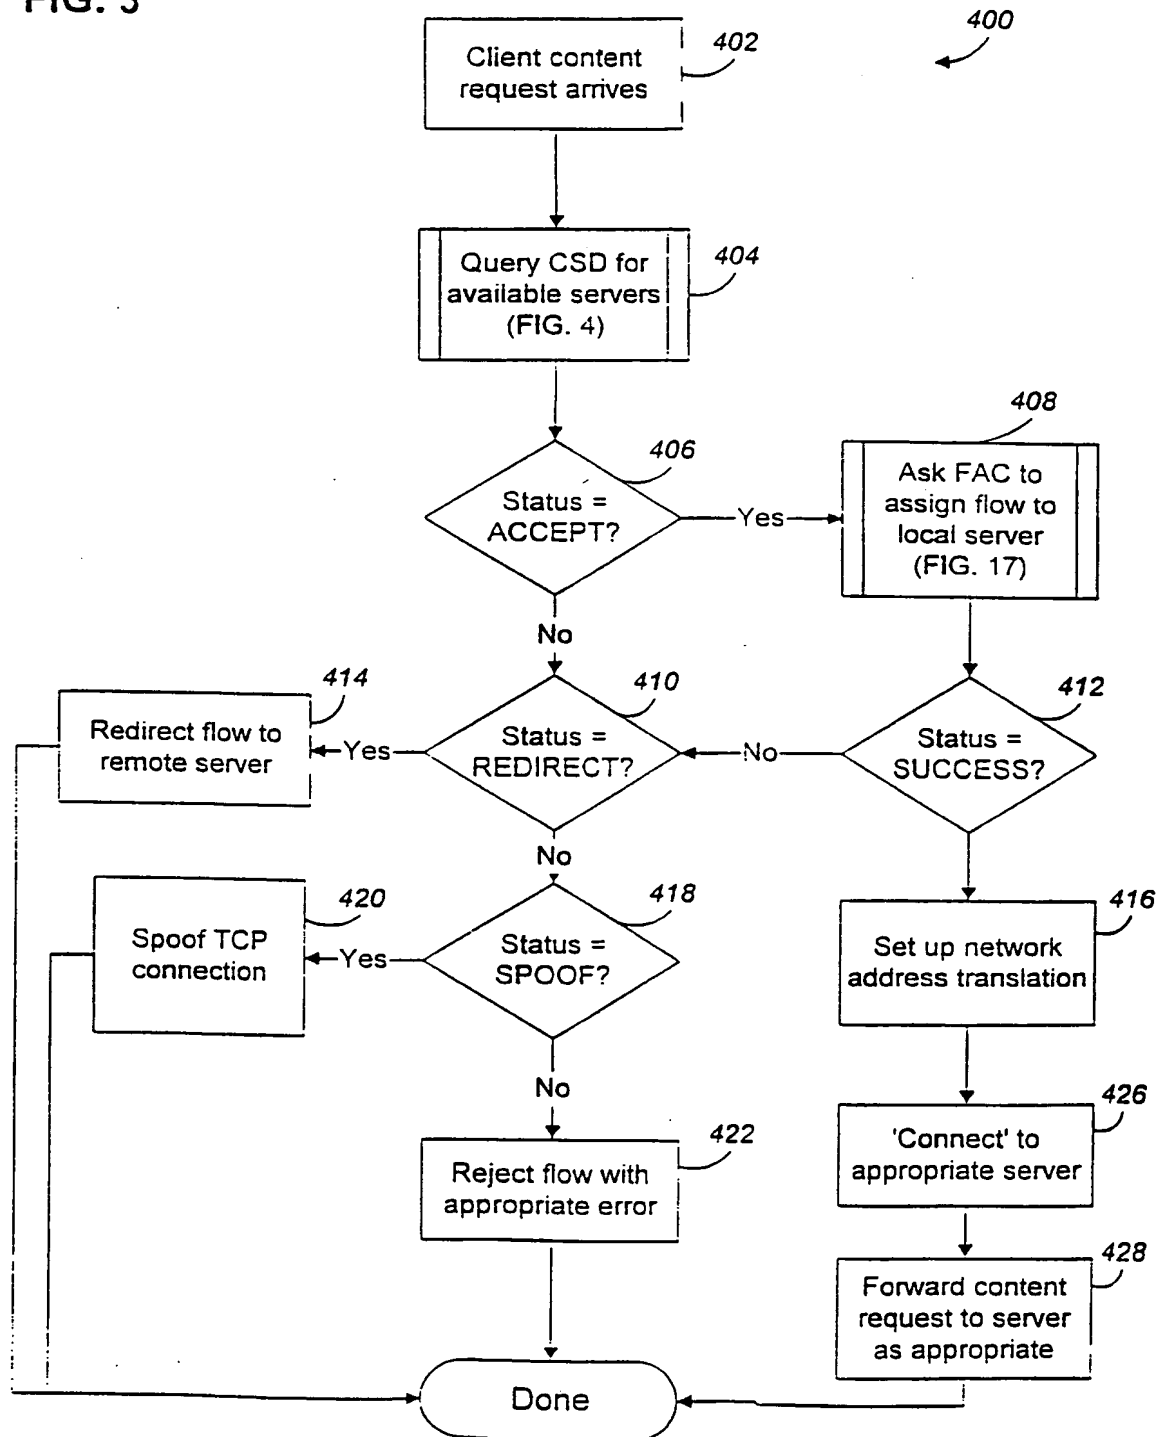 FIG. 3
400
402
Client content
request arrives
404
Query CSD for
available servers
(FIG. 4)
406
Status =
ACCEPT?
Yes
408
Ask FAC to
assign flow to
local server
(FIG. 17)
No
414
Redirect flow to
remote server
Yes
410
Status =
REDIRECT?
No
412
Status =
SUCCESS?
No
420
Spoof TCP
connection
Yes
418
Status =
SPOOF?
416
Set up network
address translation
No
422
Reject flow with
appropriate error
426
'Connect' to
appropriate server
428
Forward content
request to server
as appropriate
Done